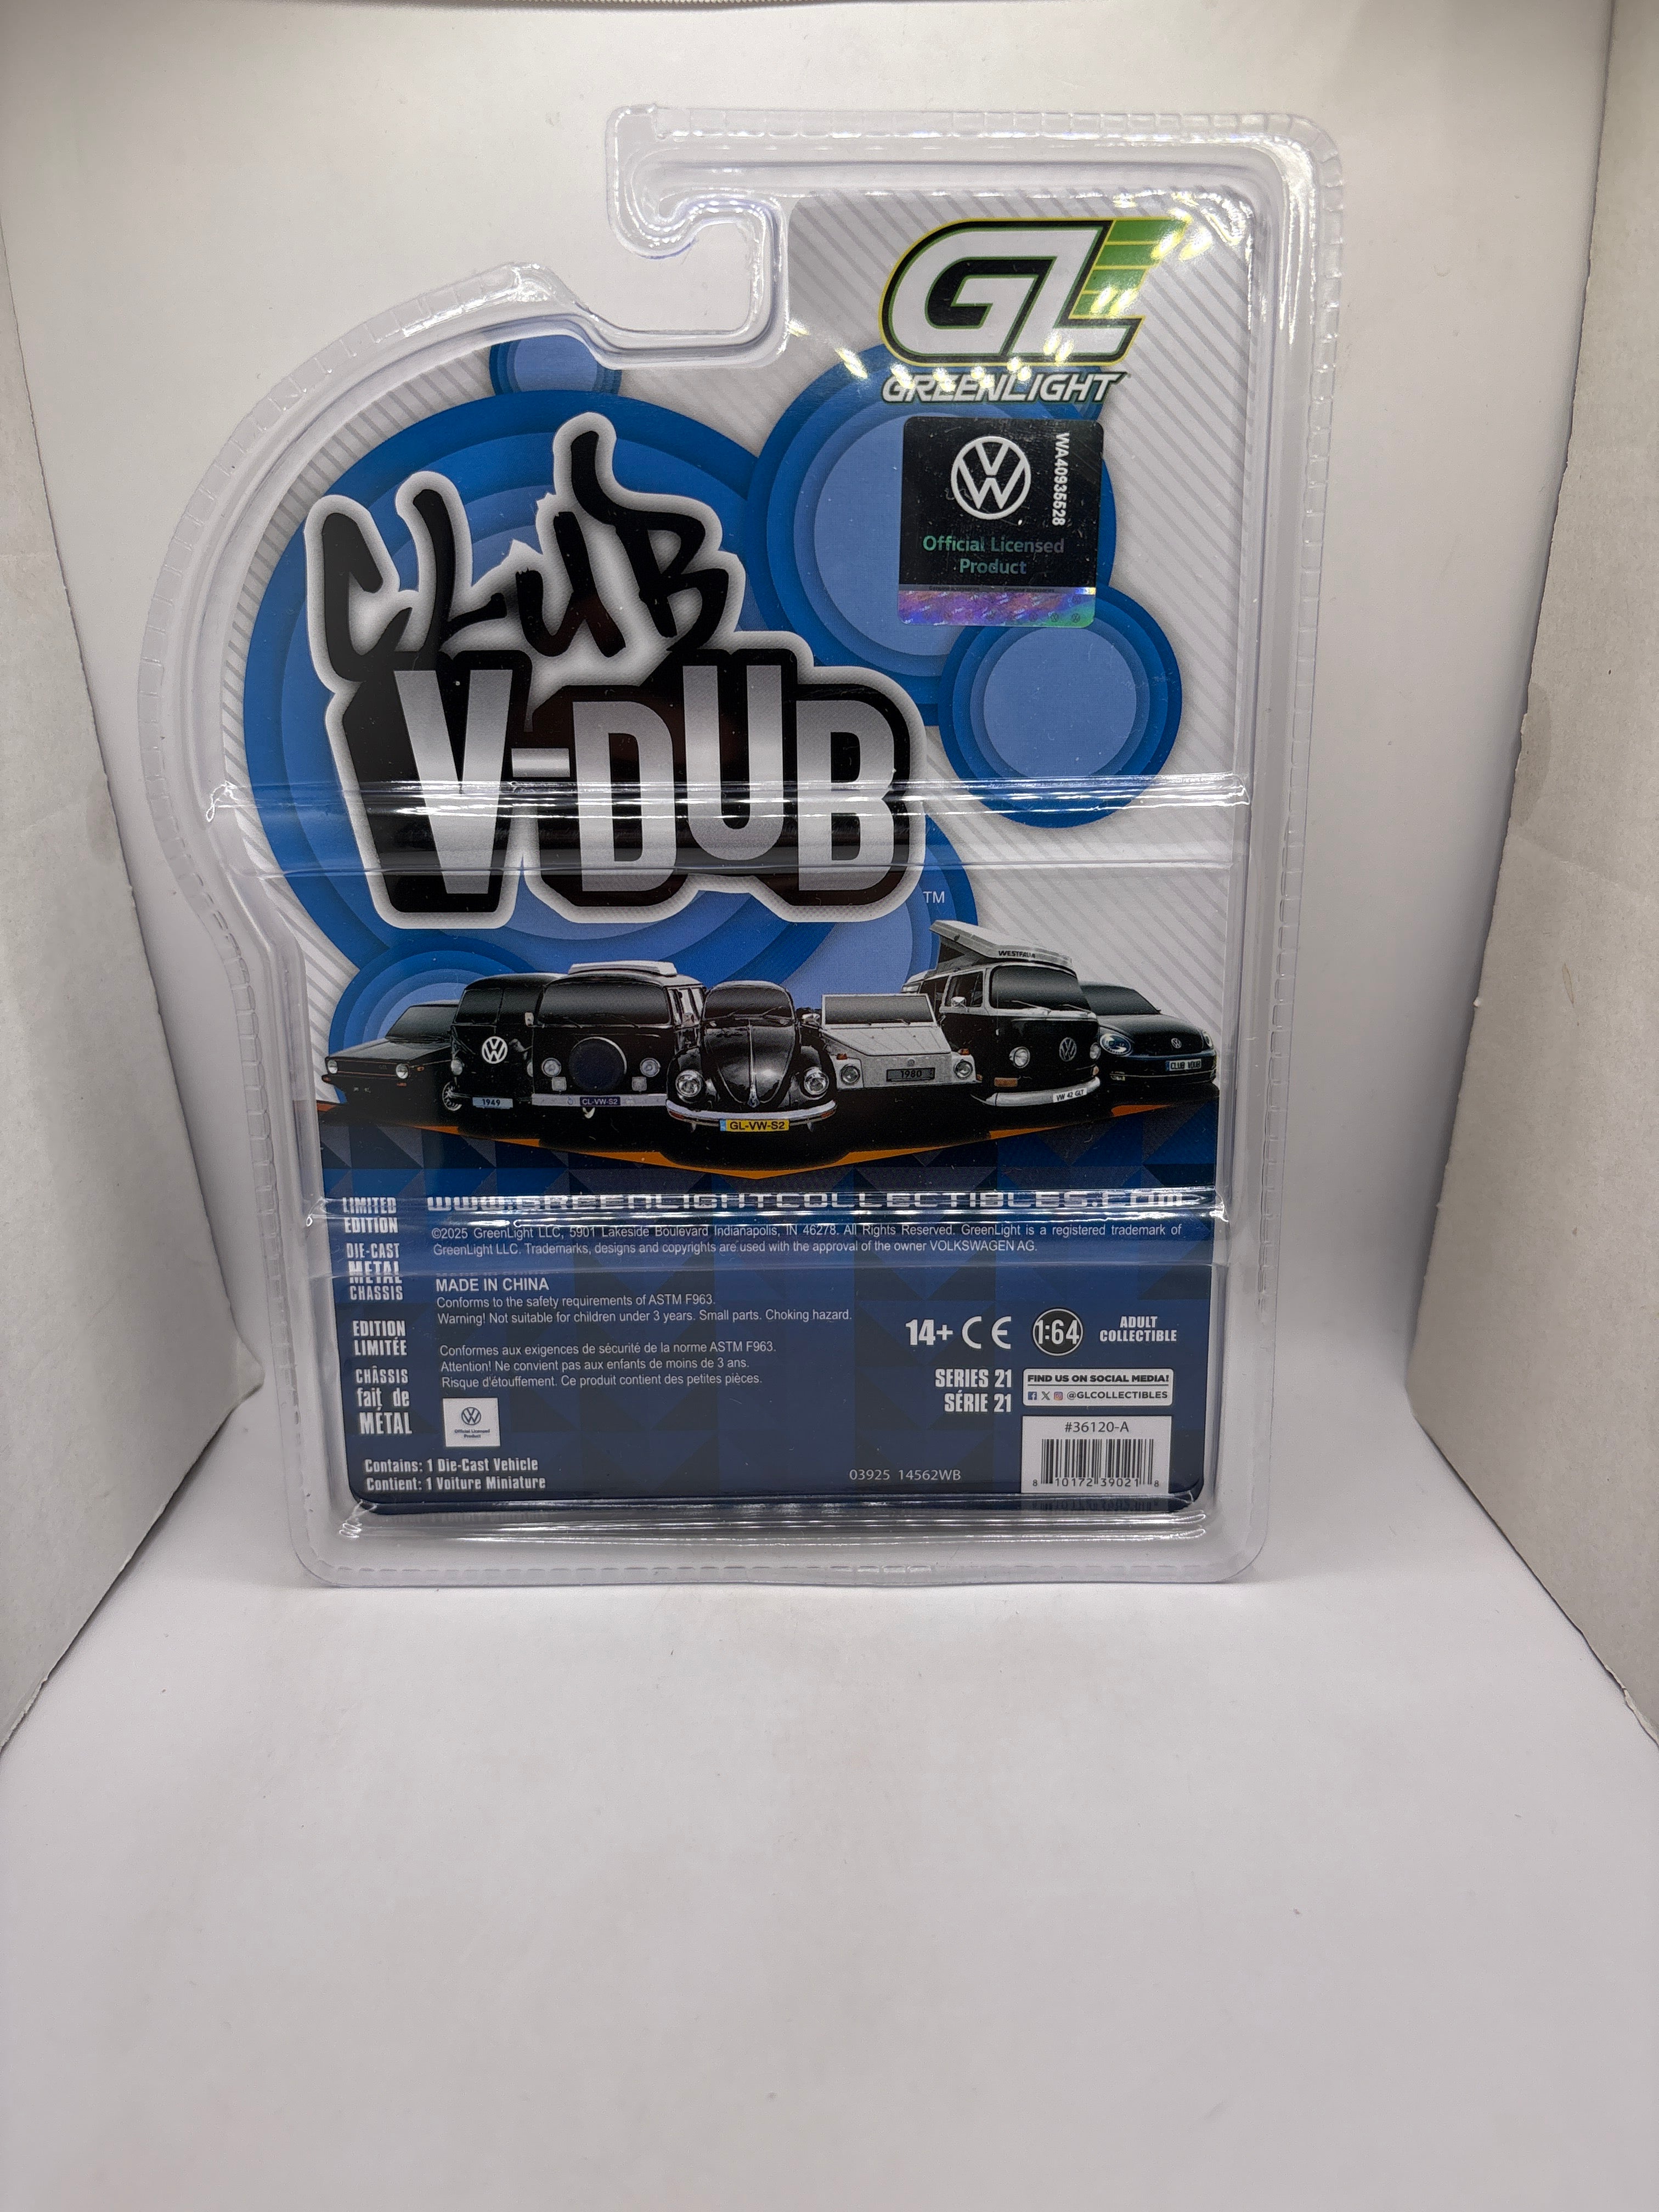 GL
GREENLIGHT
WA40935528
Official Licensed
Product
CLUB
V-DUB
TM
WESTFALIA
1949
CL-VW-S2
GL-VW-S2
1980
VW 42 GLT
CLUB VDUB
LIMITED
EDITION
DIE-CAST
METAL
CHASSIS
EDITION
LIMITÉE
CHÂSSIS
fait de
MÉTAL
WWW.GREENLIGHTCOLLECTIBLES.COM
©2025 GreenLight LLC, 5901 Lakeside Boulevard Indianapolis, IN 46278. All Rights Reserved. GreenLight is a registered trademark of
GreenLight LLC. Trademarks, designs and copyrights are used with the approval of the owner VOLKSWAGEN AG.
MADE IN CHINA
Conforms to the safety requirements of ASTM F963.
Warning! Not suitable for children under 3 years. Small parts. Choking hazard.
Conformes aux exigences de sécurité de la norme ASTM F963.
Attention! Ne convient pas aux enfants de moins de 3 ans.
Risque d'étouffement. Ce produit contient des petites pièces.
Official Licensed
Product
14+ CE 1:64 ADULT
COLLECTIBLE
SERIES 21
SÉRIE 21
FIND US ON SOCIAL MEDIA!
@GLCOLLECTIBLES
#36120-A
8 10172 39021 8
Contains: 1 Die-Cast Vehicle
Contient: 1 Voiture Miniature
03925 14562WB